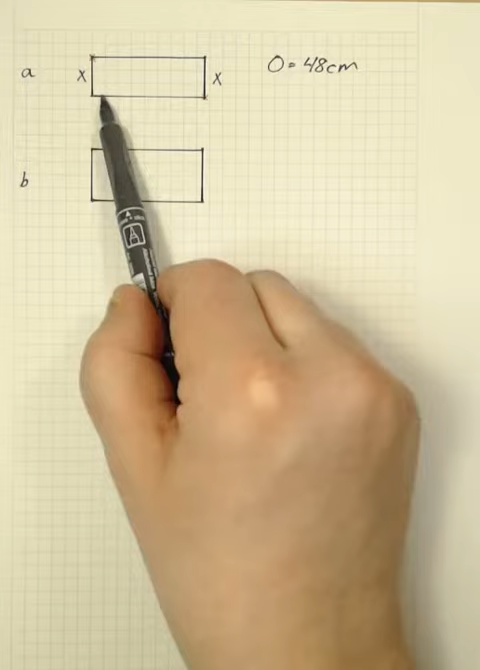 O = 48cm
a x x
b